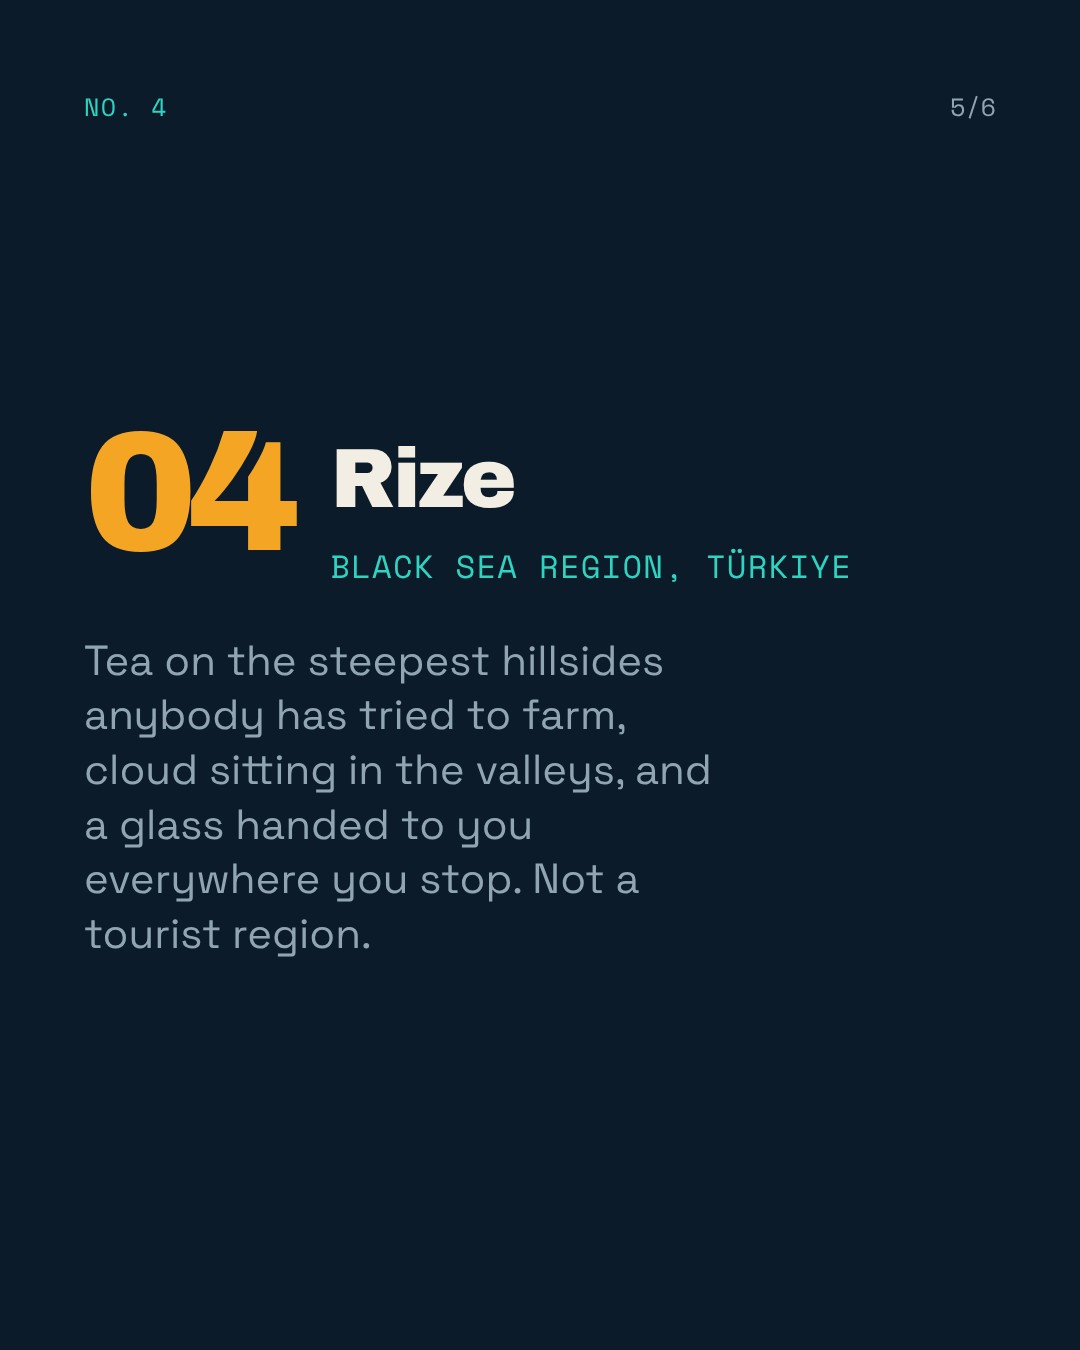 NO. 4
5/6
04
Rize
BLACK SEA REGION, TÜRKIYE
Tea on the steepest hillsides
anybody has tried to farm,
cloud sitting in the valleys, and
a glass handed to you
everywhere you stop. Not a
tourist region.